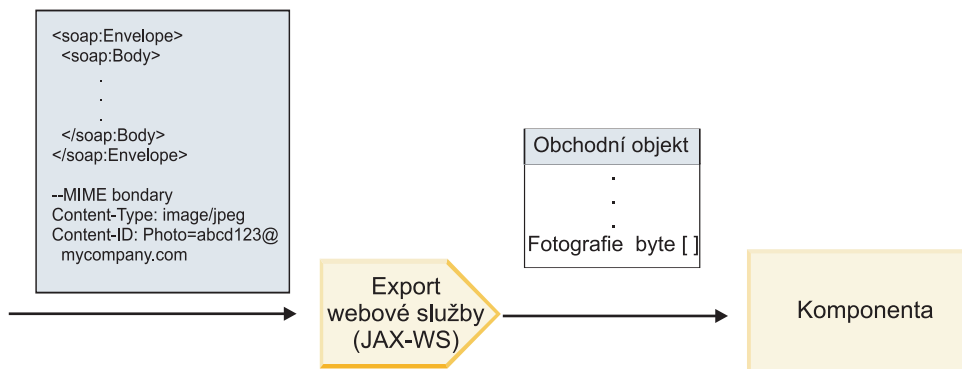 <soap:Envelope>
<soap:Body>
.
.
.
</soap:Body>
</soap:Envelope>
--MIME bondary
Content-Type: image/jpeg
Content-ID: Photo=abcd123@
mycompany.com
Export
webové služby
(JAX-WS)
Obchodní objekt
.
.
.
Fotografie byte [ ]
Komponenta